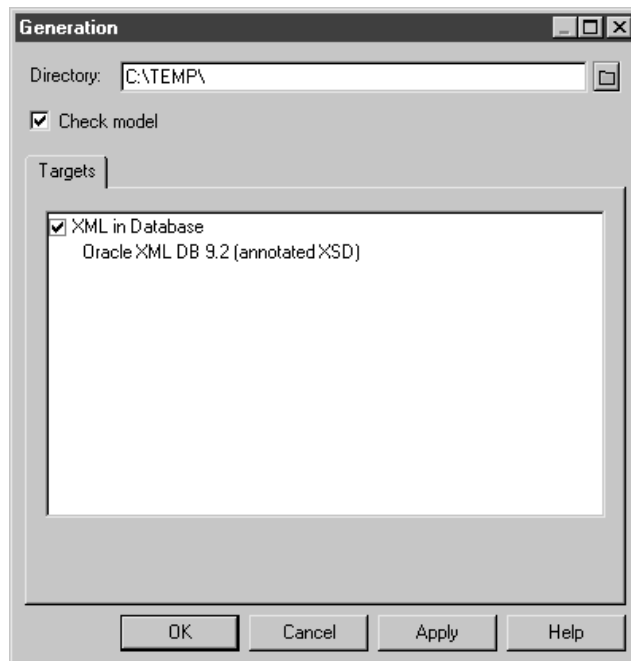 Generation
Directory: C:\TEMP\
Check model
Targets
XML in Database
Oracle XML DB 9.2 (annotated XSD)
OK Cancel Apply Help